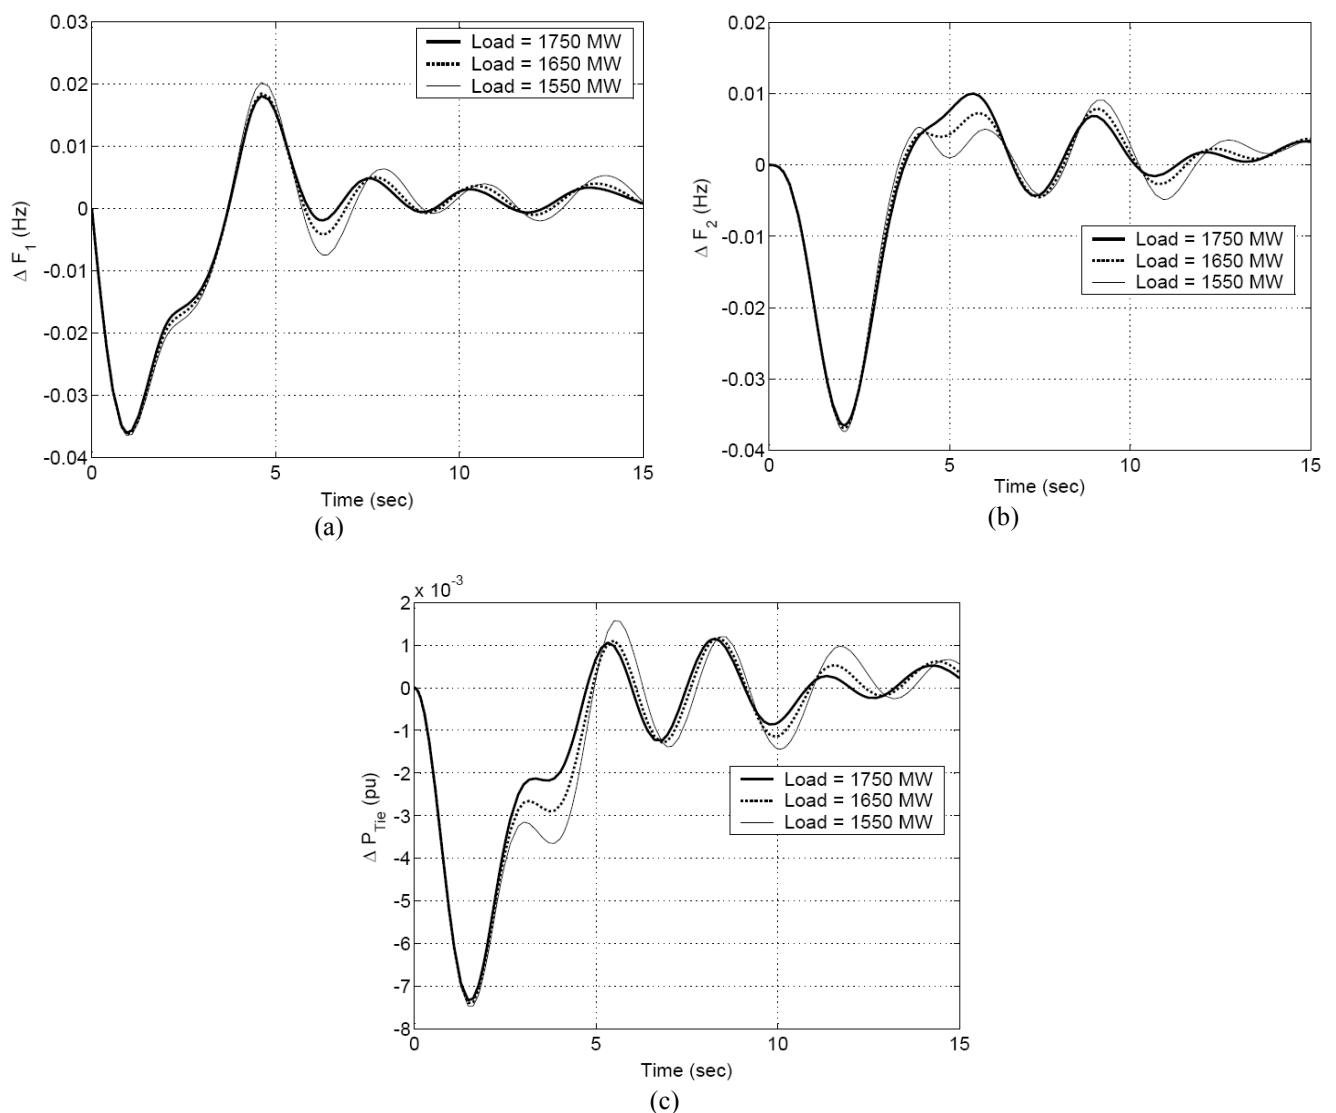 0.03
0.02
0.01
0
-0.01
-0.02
-0.03
-0.04
Δ F1 (Hz)
Load = 1750 MW
Load = 1650 MW
Load = 1550 MW
0 5 10 15
Time (sec)
(a)
0.02
0.01
0
-0.01
-0.02
-0.03
-0.04
Δ F2 (Hz)
Load = 1750 MW
Load = 1650 MW
Load = 1550 MW
0 5 10 15
Time (sec)
(b)
x 10-3
2
1
0
-1
-2
-3
-4
-5
-6
-7
-8
Δ PTie (pu)
Load = 1750 MW
Load = 1650 MW
Load = 1550 MW
0 5 10 15
Time (sec)
(c)